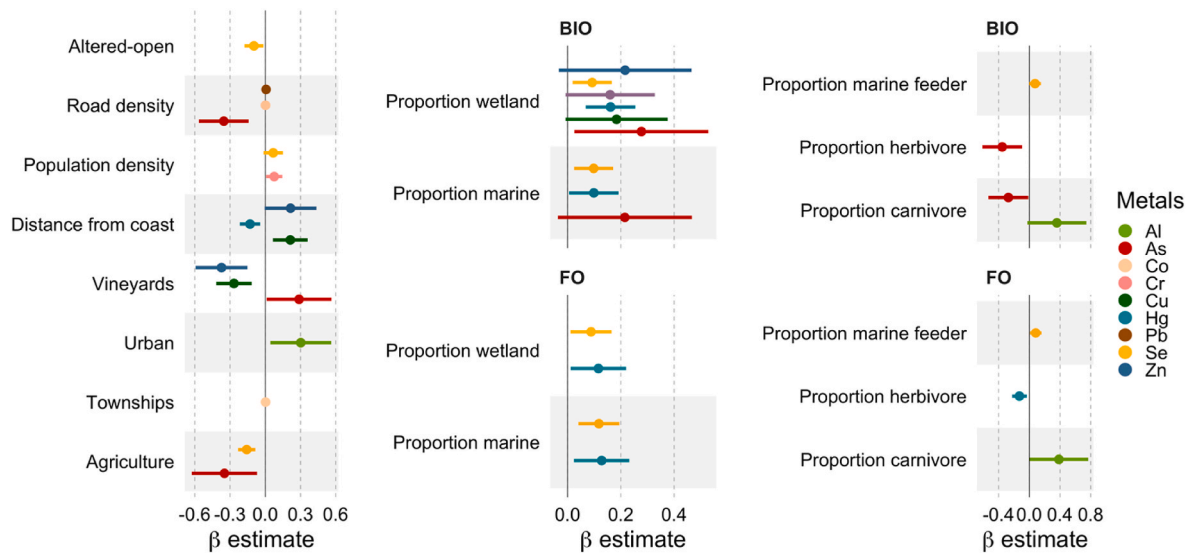 Altered-open
Road density
Population density
Distance from coast
Vineyards
Urban
Townships
Agriculture
-0.6 -0.3 0.0 0.3 0.6
β estimate
BIO
Proportion wetland
Proportion marine
FO
Proportion wetland
Proportion marine
0.0 0.2 0.4
β estimate
BIO
Proportion marine feeder
Proportion herbivore
Proportion carnivore
FO
Proportion marine feeder
Proportion herbivore
Proportion carnivore
-0.4 0.0 0.4 0.8
β estimate
Metals
Al
As
Co
Cr
Cu
Hg
Pb
Se
Zn